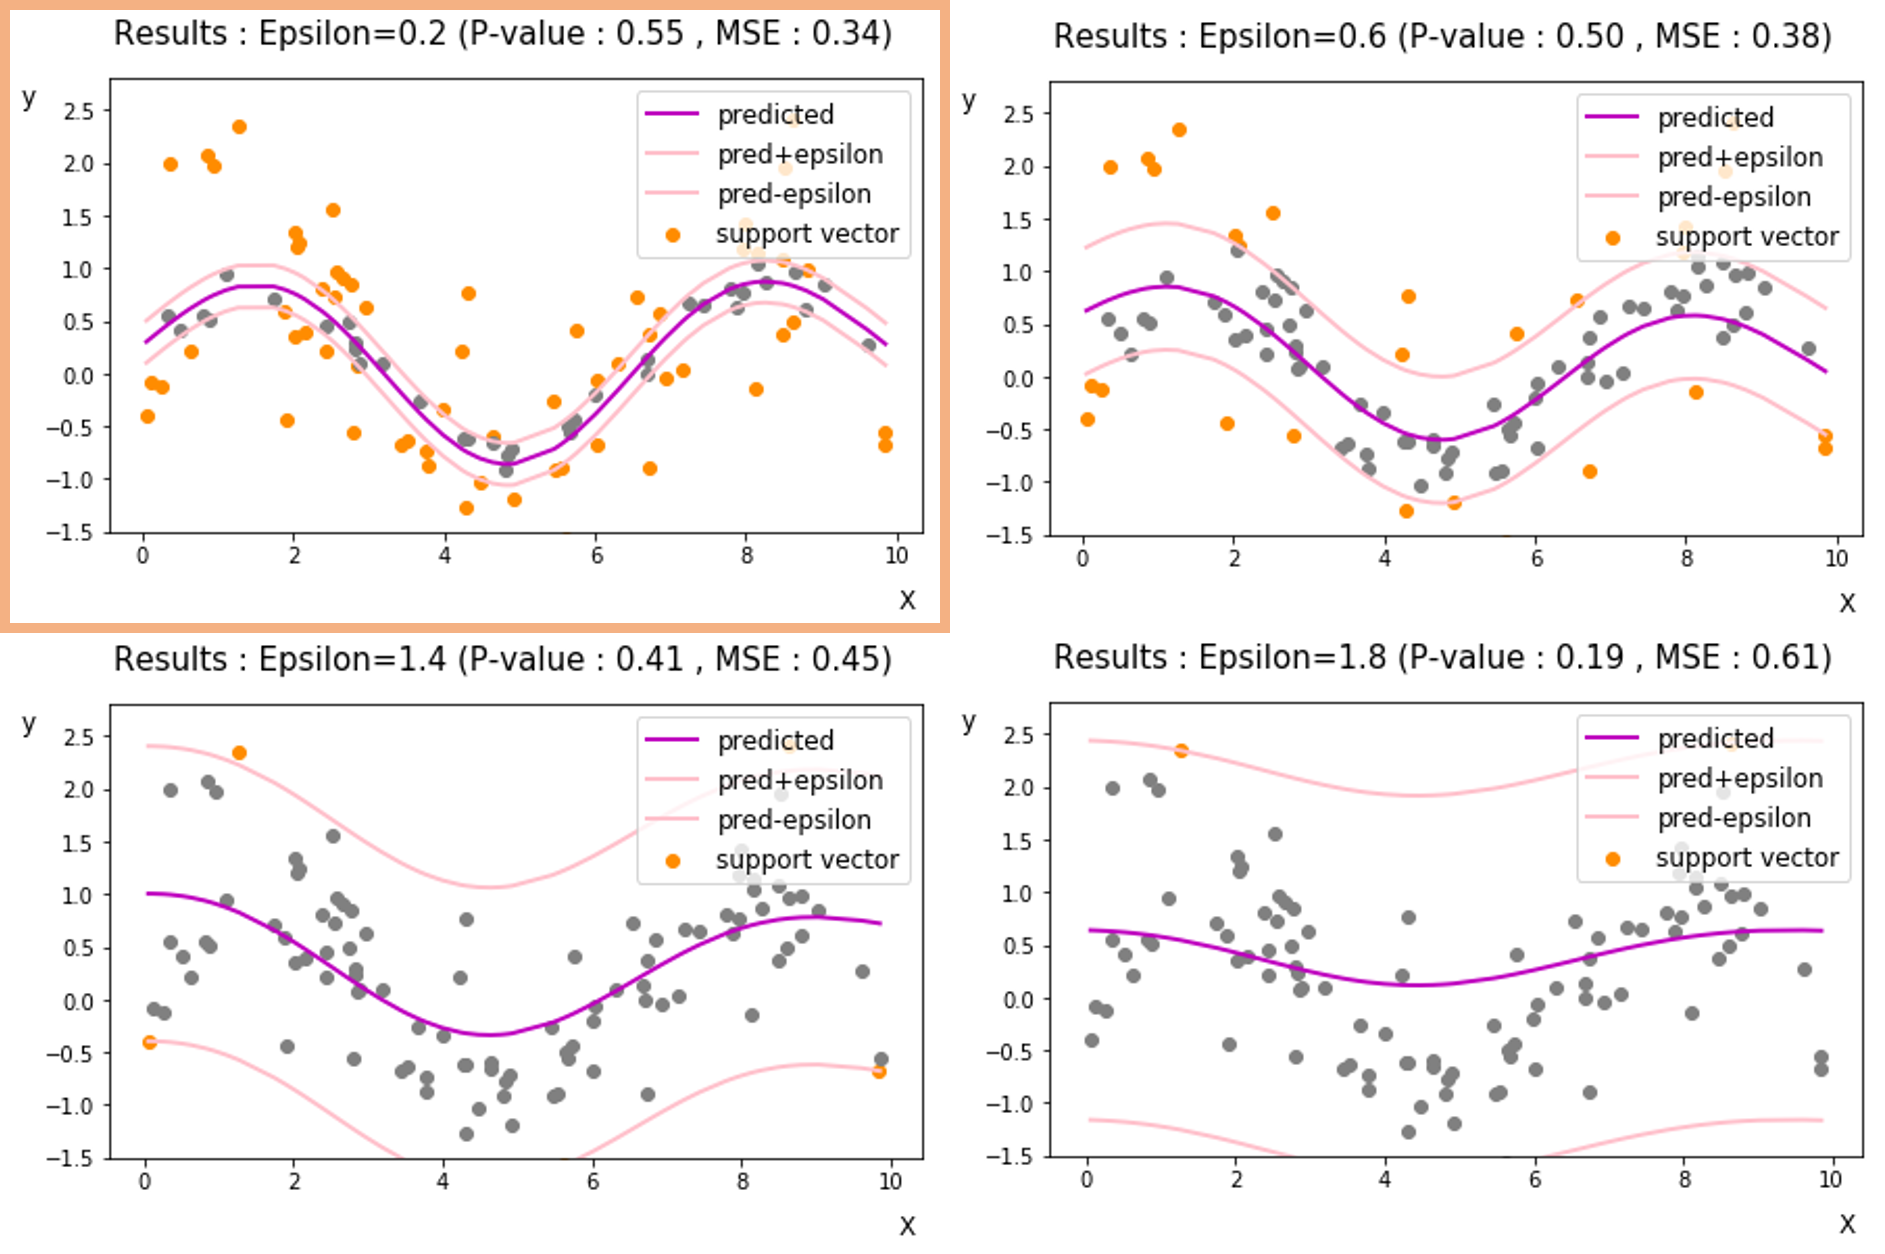 Results : Epsilon=0.2 (P-value : 0.55 , MSE : 0.34)
y
2.5
2.0
1.5
1.0
0.5
0.0
−0.5
−1.0
−1.5
0 2 4 6 8 10
X
predicted
pred+epsilon
pred-epsilon
support vector
Results : Epsilon=0.6 (P-value : 0.50 , MSE : 0.38)
y
2.5
2.0
1.5
1.0
0.5
0.0
−0.5
−1.0
−1.5
0 2 4 6 8 10
X
predicted
pred+epsilon
pred-epsilon
support vector
Results : Epsilon=1.4 (P-value : 0.41 , MSE : 0.45)
y
2.5
2.0
1.5
1.0
0.5
0.0
−0.5
−1.0
−1.5
0 2 4 6 8 10
X
predicted
pred+epsilon
pred-epsilon
support vector
Results : Epsilon=1.8 (P-value : 0.19 , MSE : 0.61)
y
2.5
2.0
1.5
1.0
0.5
0.0
−0.5
−1.0
−1.5
0 2 4 6 8 10
X
predicted
pred+epsilon
pred-epsilon
support vector